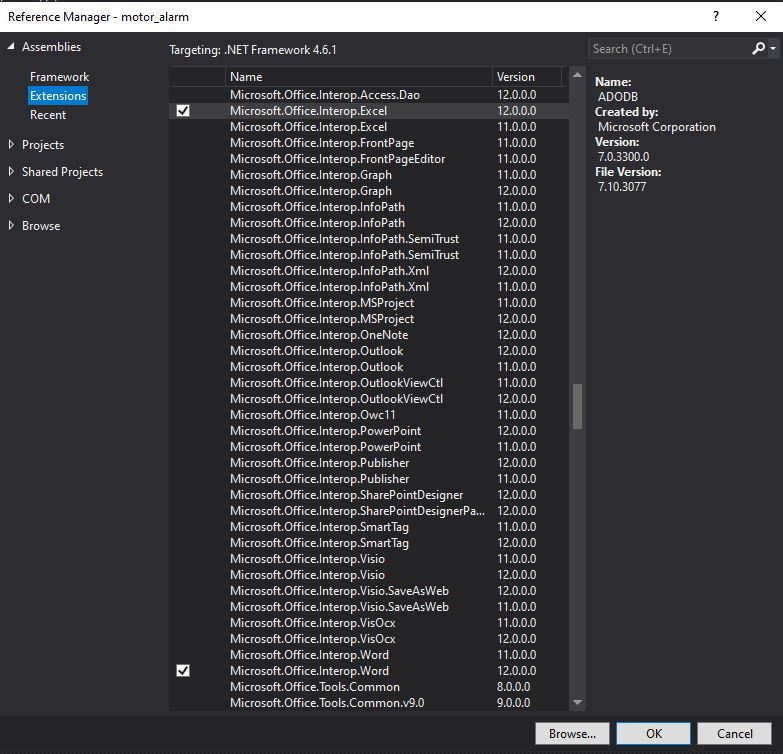 Reference Manager - motor_alarm
?
Assemblies
Framework
Extensions
Recent
Projects
Shared Projects
COM
Browse
Targeting: .NET Framework 4.6.1
Name Version
Microsoft.Office.Interop.Access.Dao 12.0.0.0
Microsoft.Office.Interop.Excel 12.0.0.0
Microsoft.Office.Interop.Excel 11.0.0.0
Microsoft.Office.Interop.FrontPage 11.0.0.0
Microsoft.Office.Interop.FrontPageEditor 11.0.0.0
Microsoft.Office.Interop.Graph 11.0.0.0
Microsoft.Office.Interop.Graph 12.0.0.0
Microsoft.Office.Interop.InfoPath 11.0.0.0
Microsoft.Office.Interop.InfoPath 12.0.0.0
Microsoft.Office.Interop.InfoPath.SemiTrust 11.0.0.0
Microsoft.Office.Interop.InfoPath.SemiTrust 11.0.0.0
Microsoft.Office.Interop.InfoPath.Xml 12.0.0.0
Microsoft.Office.Interop.InfoPath.Xml 11.0.0.0
Microsoft.Office.Interop.MSProject 11.0.0.0
Microsoft.Office.Interop.MSProject 12.0.0.0
Microsoft.Office.Interop.OneNote 12.0.0.0
Microsoft.Office.Interop.Outlook 12.0.0.0
Microsoft.Office.Interop.Outlook 11.0.0.0
Microsoft.Office.Interop.OutlookViewCtl 11.0.0.0
Microsoft.Office.Interop.OutlookViewCtl 12.0.0.0
Microsoft.Office.Interop.Owc11 11.0.0.0
Microsoft.Office.Interop.PowerPoint 12.0.0.0
Microsoft.Office.Interop.PowerPoint 11.0.0.0
Microsoft.Office.Interop.Publisher 12.0.0.0
Microsoft.Office.Interop.Publisher 11.0.0.0
Microsoft.Office.Interop.SharePointDesigner 12.0.0.0
Microsoft.Office.Interop.SharePointDesignerPa... 12.0.0.0
Microsoft.Office.Interop.SmartTag 11.0.0.0
Microsoft.Office.Interop.SmartTag 12.0.0.0
Microsoft.Office.Interop.Visio 11.0.0.0
Microsoft.Office.Interop.Visio 12.0.0.0
Microsoft.Office.Interop.Visio.SaveAsWeb 12.0.0.0
Microsoft.Office.Interop.Visio.SaveAsWeb 11.0.0.0
Microsoft.Office.Interop.VisOcx 11.0.0.0
Microsoft.Office.Interop.VisOcx 12.0.0.0
Microsoft.Office.Interop.Word 11.0.0.0
Microsoft.Office.Interop.Word 12.0.0.0
Microsoft.Office.Tools.Common 8.0.0.0
Microsoft.Office.Tools.Common.v9.0 9.0.0.0
Search (Ctrl+E)
Name:
ADODB
Created by:
Microsoft Corporation
Version:
7.0.3300.0
File Version:
7.10.3077
Browse... OK Cancel